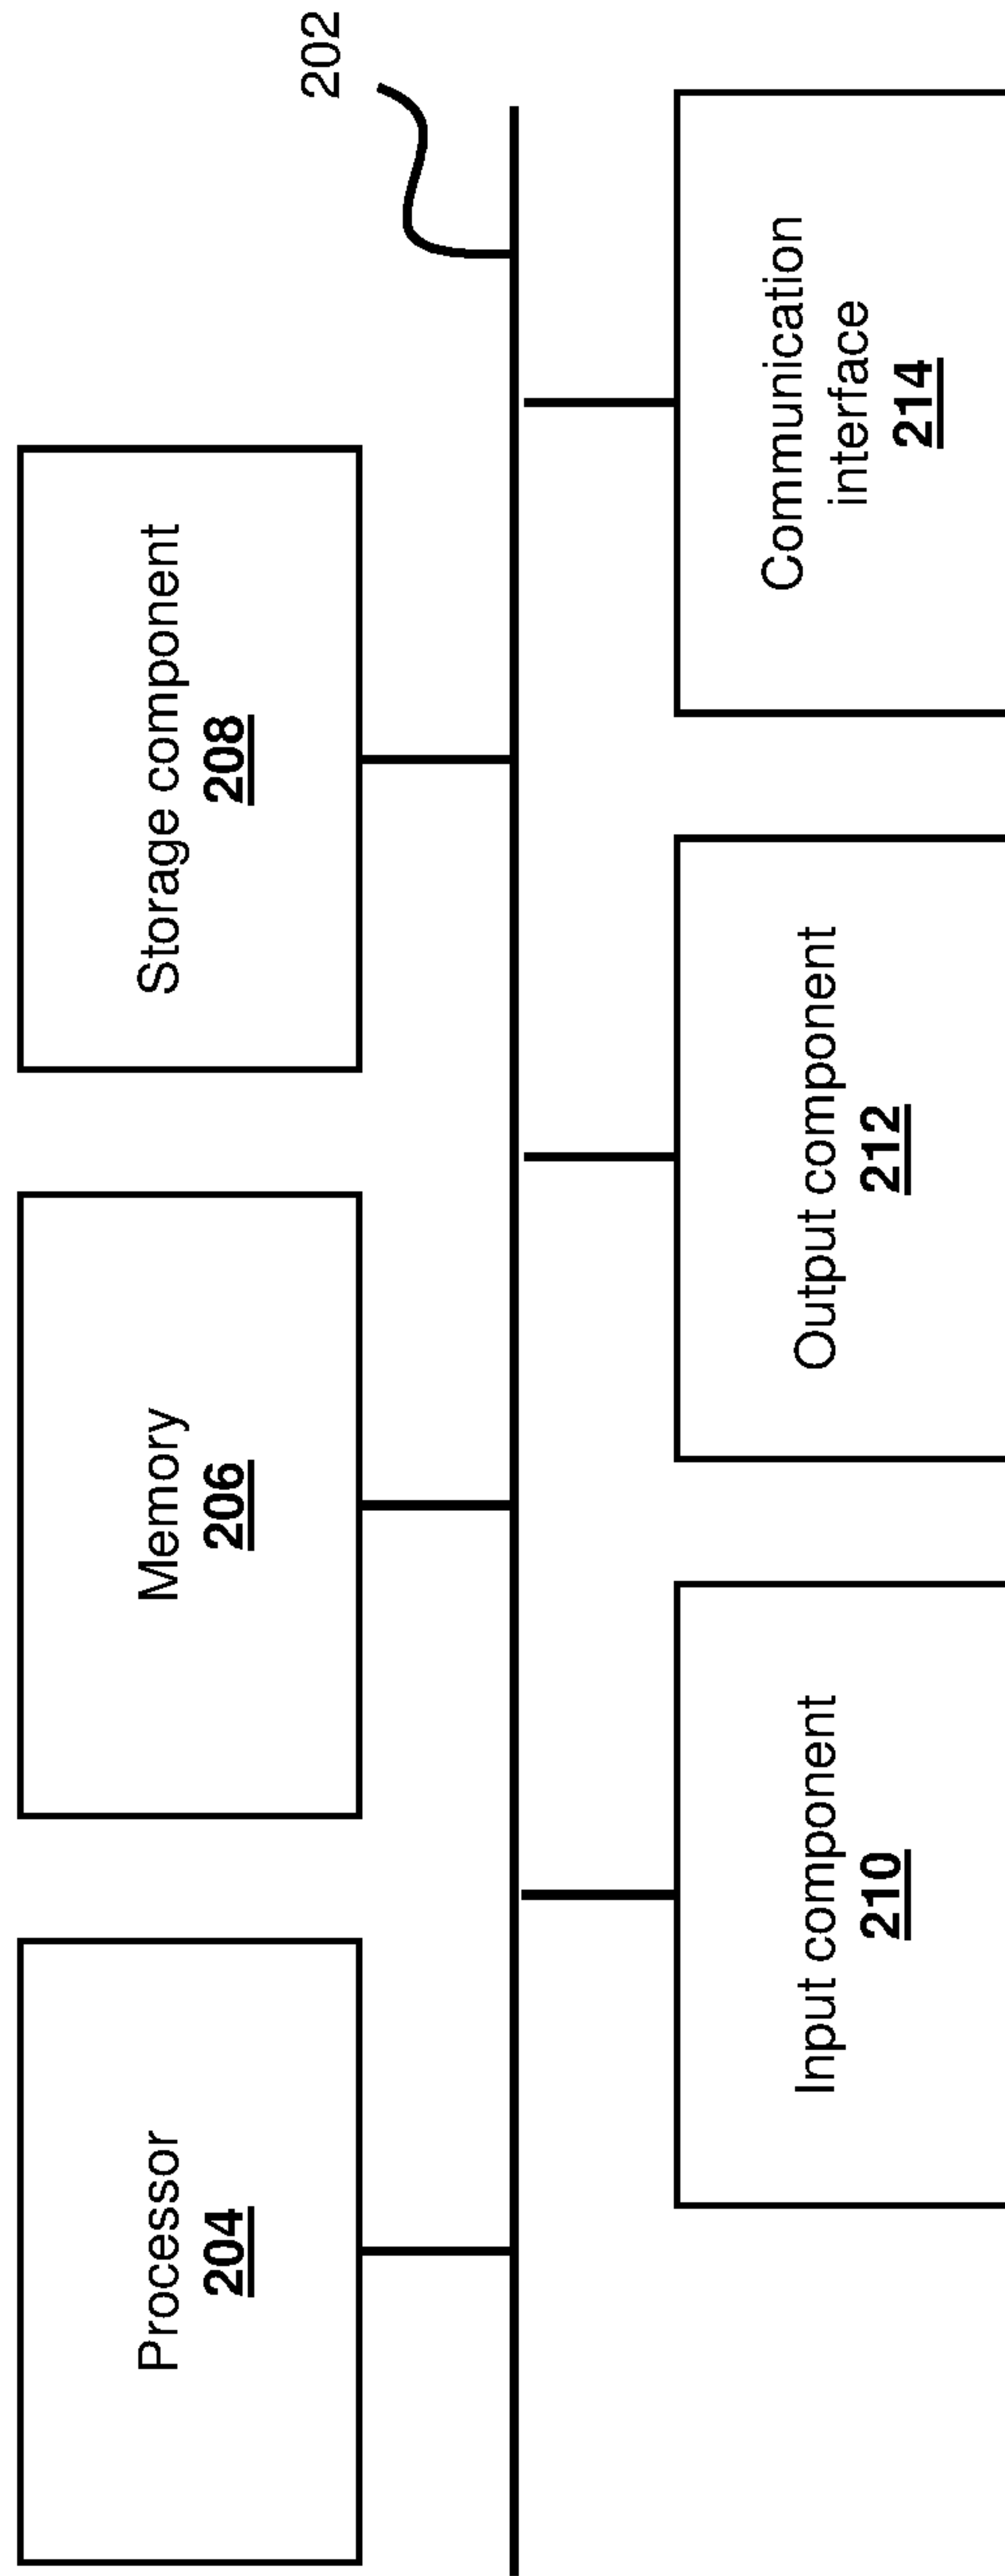 202
Processor
204
Memory
206
Storage component
208
Input component
210
Output component
212
Communication
interface
214